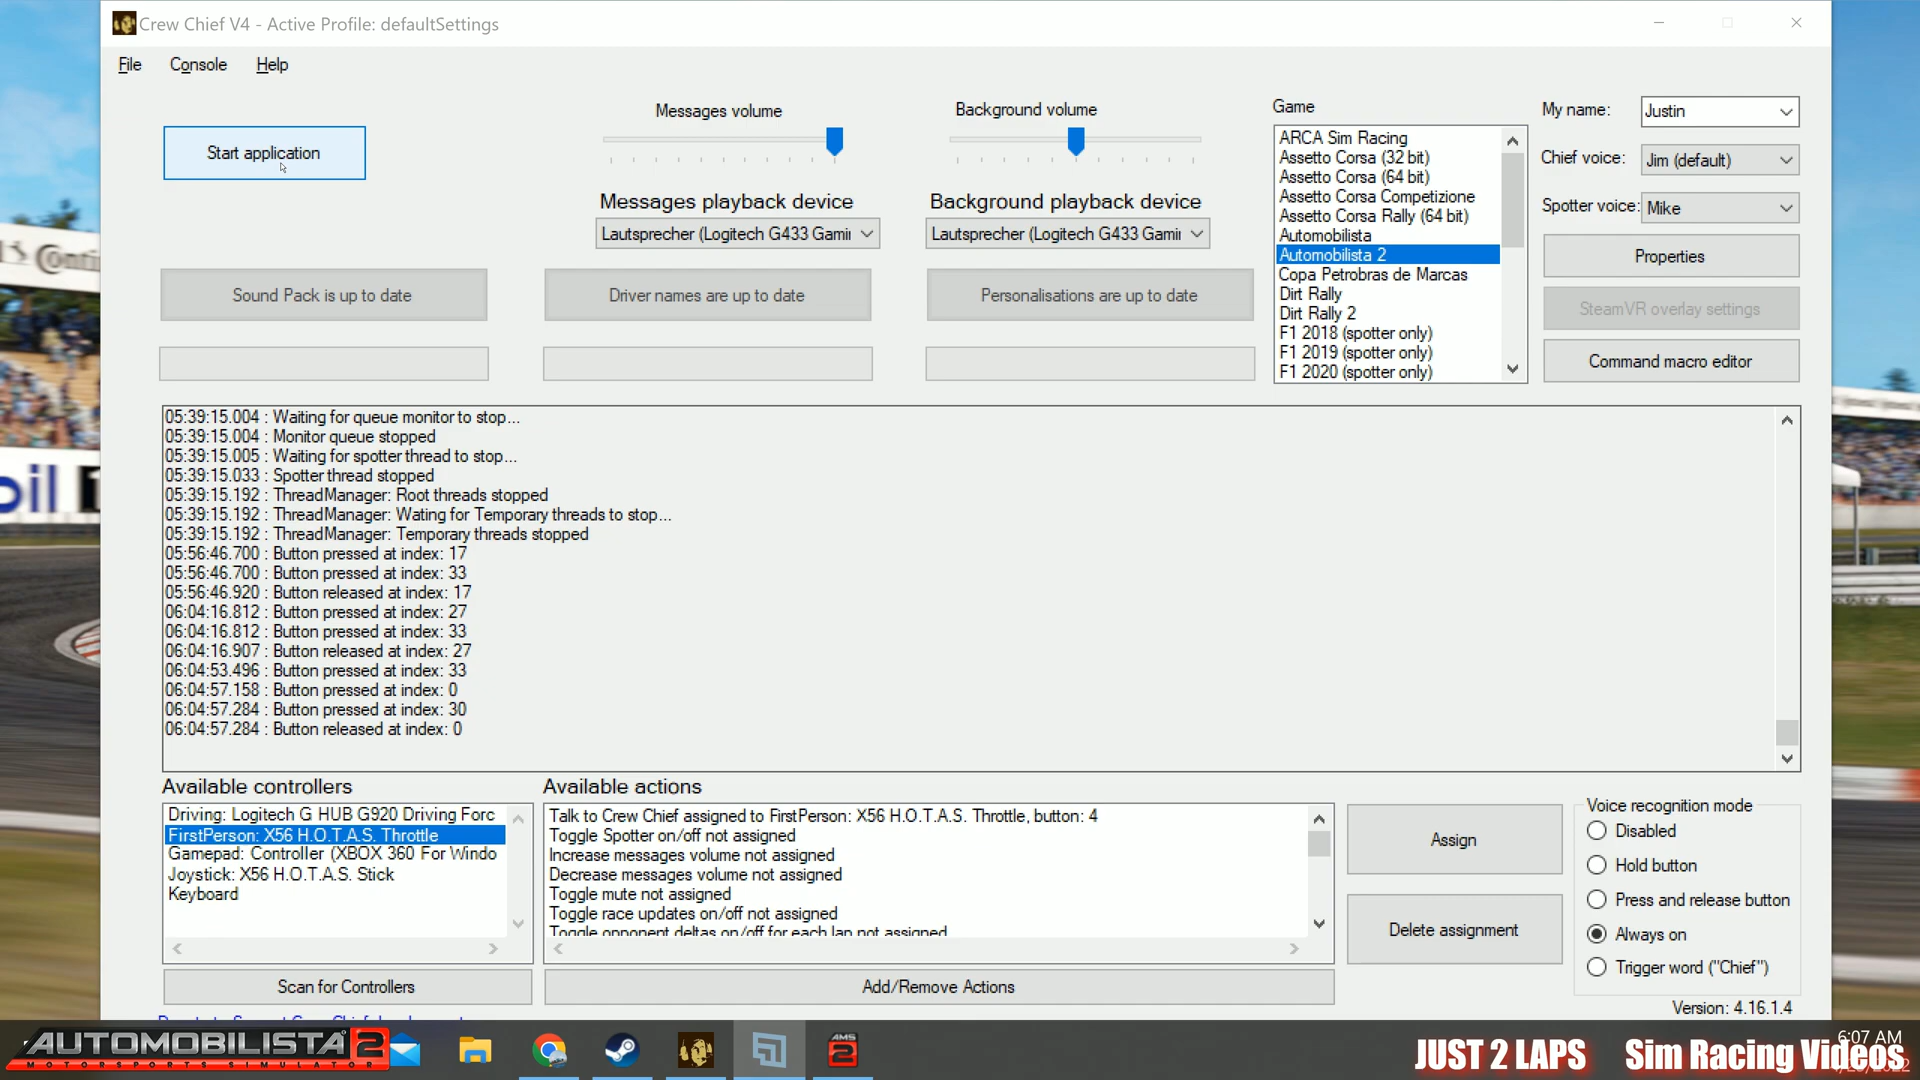 Crew Chief V4 - Active Profile: defaultSettings
File Console Help
Start application
Messages volume
Background volume
Messages playback device
Background playback device
Lautsprecher (Logitech G433 Gami
Lautsprecher (Logitech G433 Gami
Sound Pack is up to date
Driver names are up to date
Personalisations are up to date
Game
ARCA Sim Racing
Assetto Corsa (32 bit)
Assetto Corsa (64 bit)
Assetto Corsa Competizione
Assetto Corsa Rally (64 bit)
Automobilista
Automobilista 2
Copa Petrobras de Marcas
Dirt Rally
Dirt Rally 2
F1 2018 (spotter only)
F1 2019 (spotter only)
F1 2020 (spotter only)
My name: Justin
Chief voice: Jim (default)
Spotter voice: Mike
Properties
SteamVR overlay settings
Command macro editor
05:39:15.004 : Waiting for queue monitor to stop...
05:39:15.004 : Monitor queue stopped
05:39:15.005 : Waiting for spotter thread to stop...
05:39:15.033 : Spotter thread stopped
05:39:15.192 : ThreadManager: Root threads stopped
05:39:15.192 : ThreadManager: Wating for Temporary threads to stop...
05:39:15.192 : ThreadManager: Temporary threads stopped
05:56:46.700 : Button pressed at index: 17
05:56:46.700 : Button pressed at index: 33
05:56:46.920 : Button released at index: 17
06:04:16.812 : Button pressed at index: 27
06:04:16.812 : Button pressed at index: 33
06:04:16.907 : Button released at index: 27
06:04:53.496 : Button pressed at index: 33
06:04:57.158 : Button pressed at index: 0
06:04:57.284 : Button pressed at index: 30
06:04:57.284 : Button released at index: 0
Available controllers
Driving: Logitech G HUB G920 Driving Forc
FirstPerson: X56 H.O.T.A.S. Throttle
Gamepad: Controller (XBOX 360 For Windo
Joystick: X56 H.O.T.A.S. Stick
Keyboard
Scan for Controllers
Available actions
Talk to Crew Chief assigned to FirstPerson: X56 H.O.T.A.S. Throttle, button: 4
Toggle Spotter on/off not assigned
Increase messages volume not assigned
Decrease messages volume not assigned
Toggle mute not assigned
Toggle race updates on/off not assigned
Toggle opponent deltas on/off for each lap not assigned
Add/Remove Actions
Assign
Delete assignment
Voice recognition mode
Disabled
Hold button
Press and release button
Always on
Trigger word ("Chief")
Version: 4.16.1.4
AUTOMOBILISTA 2
MOTORSPORTS SIMULATOR
AMS 2
6:07 AM
JUST 2 LAPS Sim Racing Videos